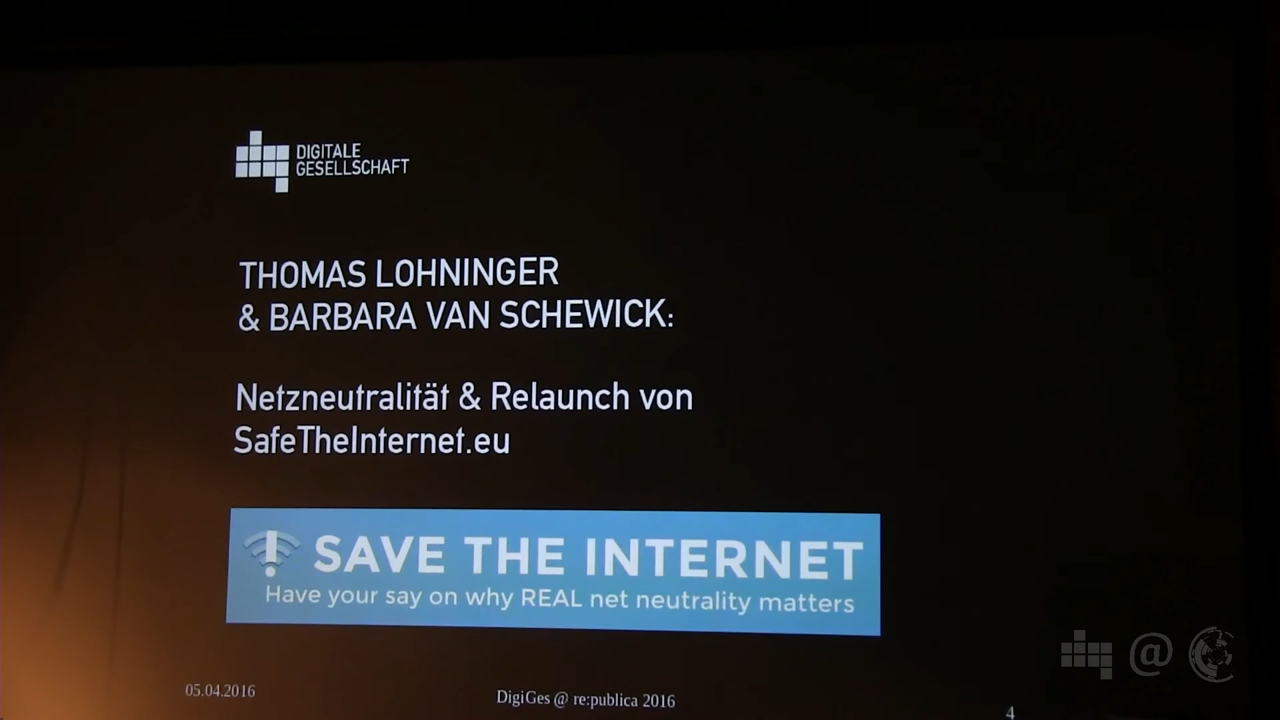 DIGITALE
GESELLSCHAFT
THOMAS LOHNINGER
& BARBARA VAN SCHEWICK:
Netzneutralität & Relaunch von
SafeTheInternet.eu
SAVE THE INTERNET
Have your say on why REAL net neutrality matters
@
05.04.2016
DigiGes @ re:publica 2016
4